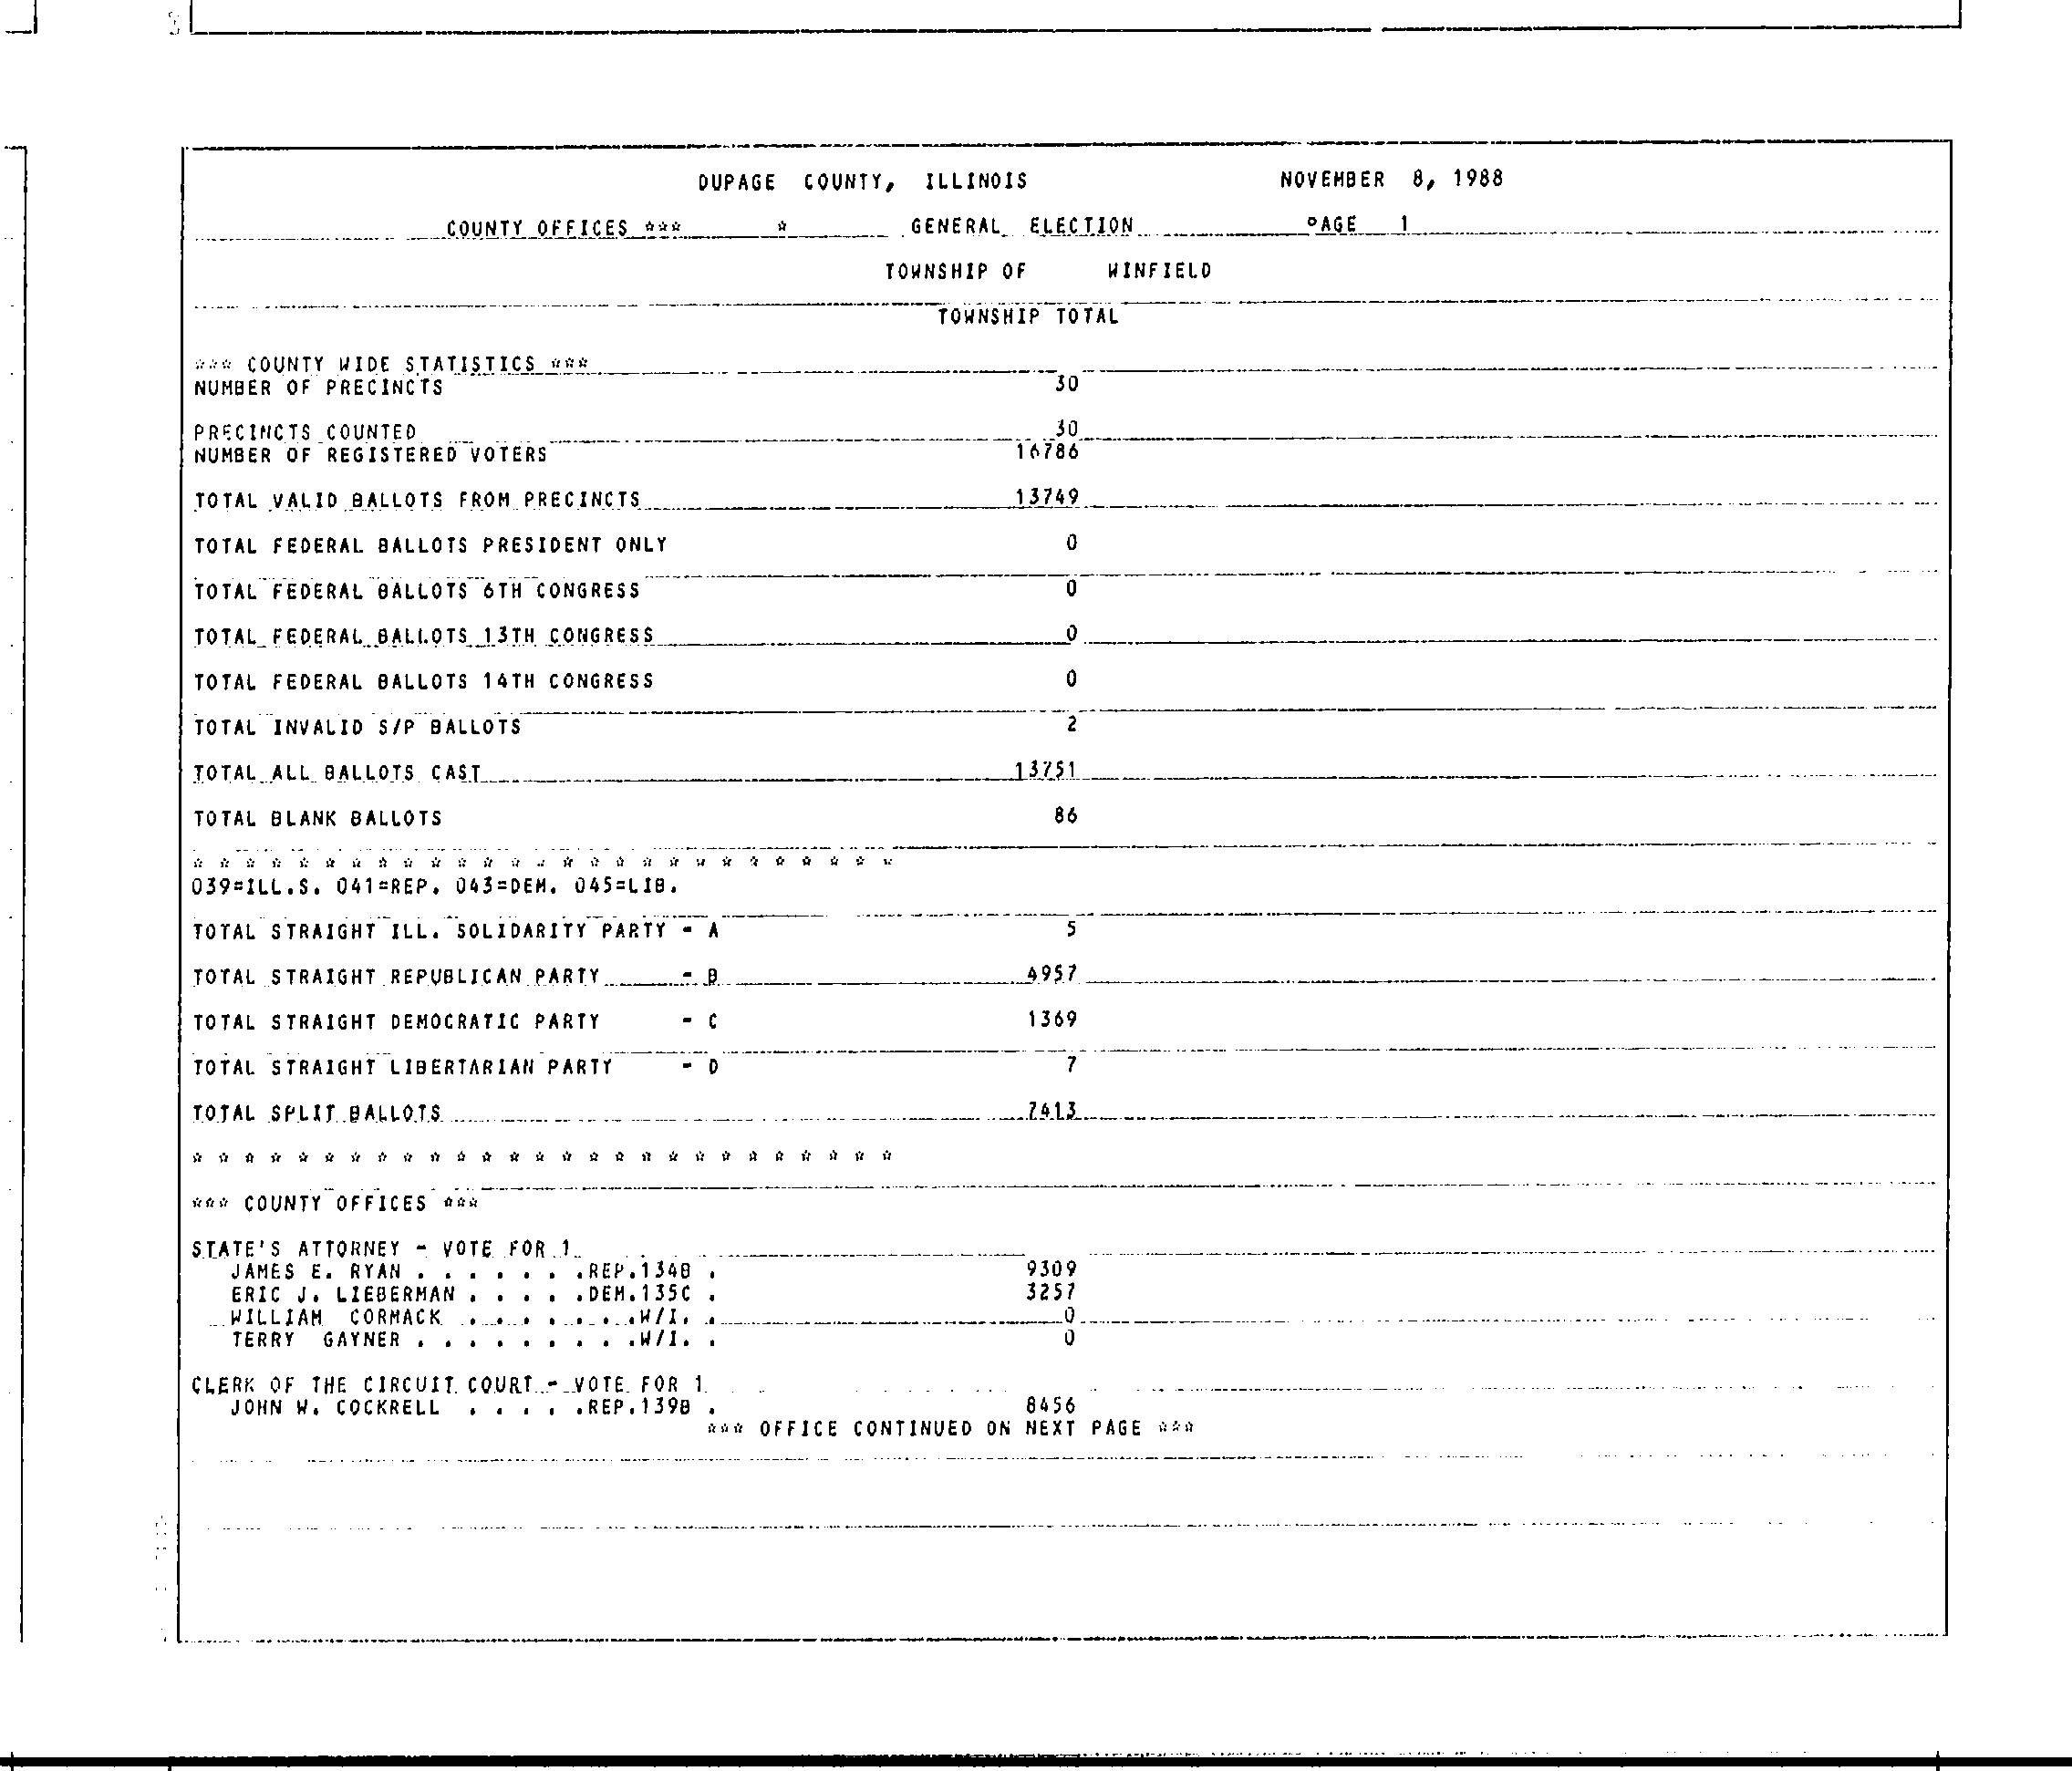 DUPAGE COUNTY, ILLINOIS NOVEMBER 8, 1988
COUNTY OFFICES *** * GENERAL ELECTION PAGE 1
TOWNSHIP OF WINFIELD
TOWNSHIP TOTAL
*** COUNTY WIDE STATISTICS ***
NUMBER OF PRECINCTS 30
PRECINCTS COUNTED 30
NUMBER OF REGISTERED VOTERS 16786
TOTAL VALID BALLOTS FROM PRECINCTS 13749
TOTAL FEDERAL BALLOTS PRESIDENT ONLY 0
TOTAL FEDERAL BALLOTS 6TH CONGRESS 0
TOTAL FEDERAL BALLOTS 13TH CONGRESS 0
TOTAL FEDERAL BALLOTS 14TH CONGRESS 0
TOTAL INVALID S/P BALLOTS 2
TOTAL ALL BALLOTS CAST 13751
TOTAL BLANK BALLOTS 86
* * * * * * * * * * * * * * * * * * * * * * * * * * *
039=ILL.S. 041=REP. 043=DEM. 045=LIB.
TOTAL STRAIGHT ILL. SOLIDARITY PARTY - A 5
TOTAL STRAIGHT REPUBLICAN PARTY - B 4957
TOTAL STRAIGHT DEMOCRATIC PARTY - C 1369
TOTAL STRAIGHT LIBERTARIAN PARTY - D 7
TOTAL SPLIT BALLOTS 7413
* * * * * * * * * * * * * * * * * * * * * * * * * * *
*** COUNTY OFFICES ***
STATE'S ATTORNEY - VOTE FOR 1
JAMES E. RYAN . . . . . . .REP.134B . 9309
ERIC J. LIEBERMAN . . . . .DEM.135C . 3257
WILLIAM CORMACK . . . . . . .W/I. . 0
TERRY GAYNER . . . . . . . . .W/I. . 0
CLERK OF THE CIRCUIT COURT - VOTE FOR 1
JOHN W. COCKRELL . . . . .REP.139B . 8456
*** OFFICE CONTINUED ON NEXT PAGE ***